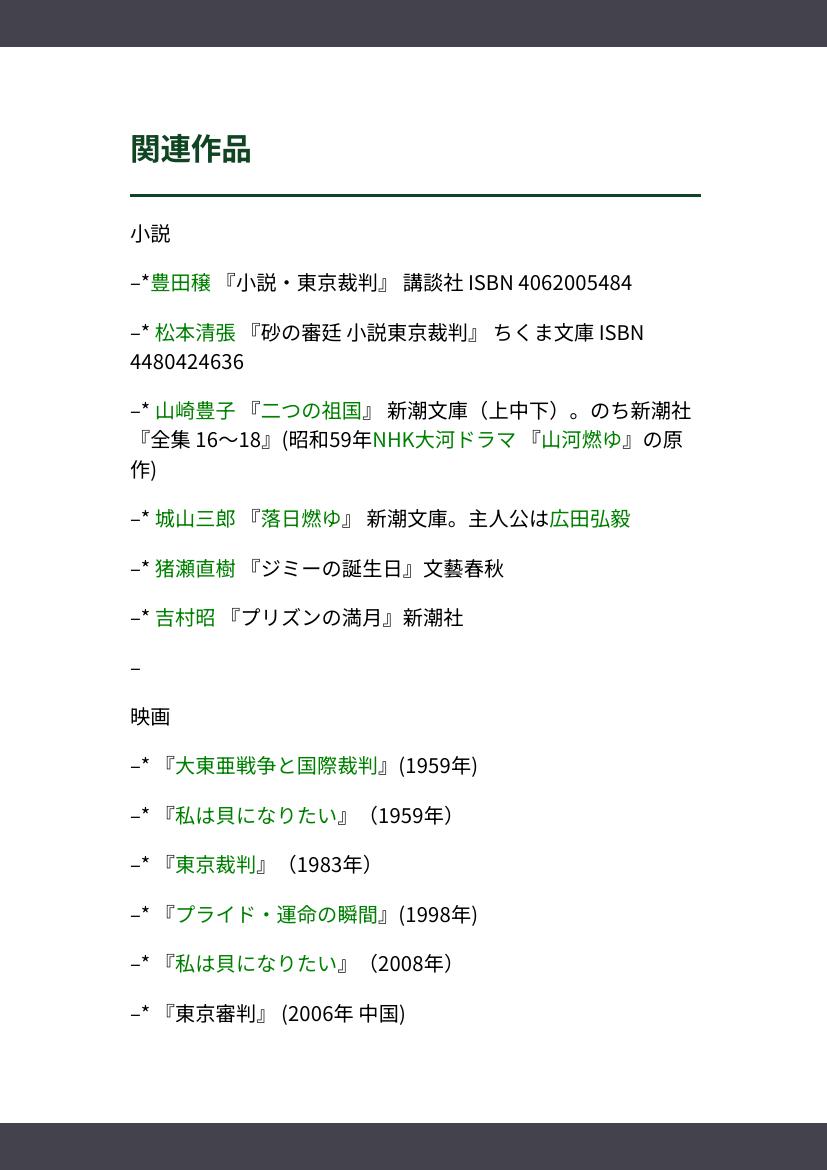 関連作品
小説
–*豊田穣 『小説・東京裁判』 講談社 ISBN 4062005484
–* 松本清張 『砂の審廷 小説東京裁判』 ちくま文庫 ISBN
4480424636
–* 山崎豊子 『二つの祖国』 新潮文庫（上中下）。のち新潮社
『全集 16〜18』(昭和59年NHK大河ドラマ 『山河燃ゆ』の原
作)
–* 城山三郎 『落日燃ゆ』 新潮文庫。主人公は広田弘毅
–* 猪瀬直樹 『ジミーの誕生日』文藝春秋
–* 吉村昭 『プリズンの満月』新潮社
–
映画
–* 『大東亜戦争と国際裁判』(1959年)
–* 『私は貝になりたい』（1959年）
–* 『東京裁判』（1983年）
–* 『プライド・運命の瞬間』(1998年)
–* 『私は貝になりたい』（2008年）
–* 『東京審判』 (2006年 中国)